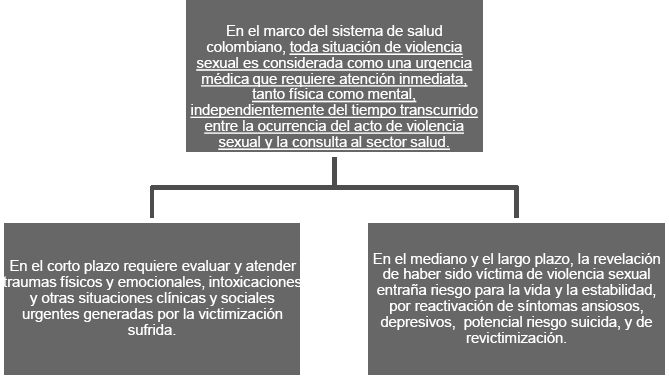 En el marco del sistema de salud
colombiano, toda situación de violencia
sexual es considerada como una urgencia
médica que requiere atención inmediata,
tanto física como mental,
independientemente del tiempo transcurrido
entre la ocurrencia del acto de violencia
sexual y la consulta al sector salud.
En el corto plazo requiere evaluar y atender
traumas físicos y emocionales, intoxicaciones
y otras situaciones clínicas y sociales
urgentes generadas por la victimización
sufrida.
En el mediano y el largo plazo, la revelación
de haber sido víctima de violencia sexual
entraña riesgo para la vida y la estabilidad,
por reactivación de síntomas ansiosos,
depresivos, potencial riesgo suicida, y de
revictimización.